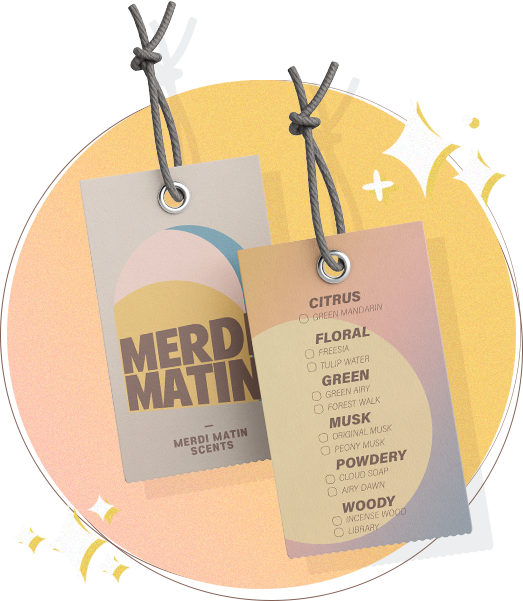 MERDI
MATIN
MERDI MATIN
SCENTS
CITRUS
GREEN MANDARIN
FLORAL
FREESIA
TULIP WATER
GREEN
GREEN AIRY
FOREST WALK
MUSK
ORIGINAL MUSK
PEONY MUSK
POWDERY
CLOUD SOAP
AIRY DAWN
WOODY
INCENSE WOOD
LIBRARY